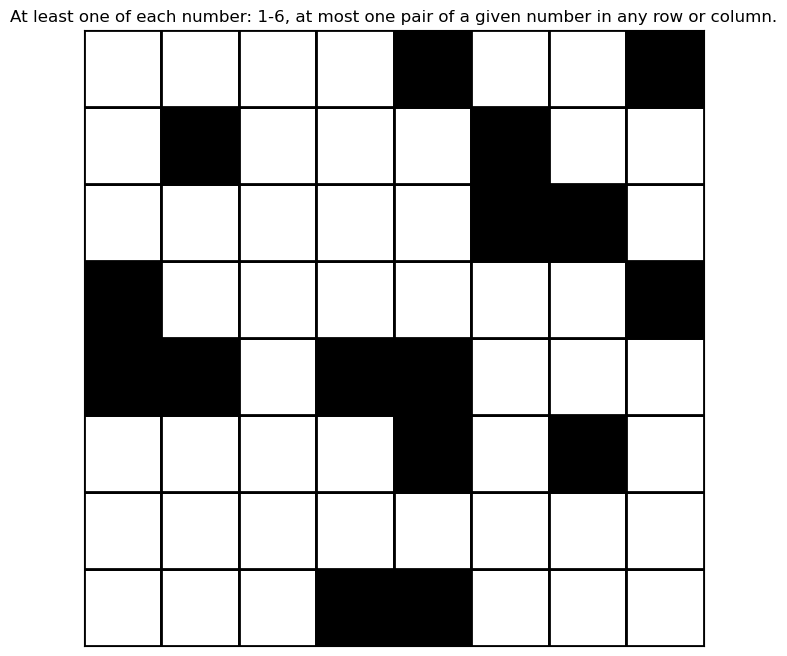 At least one of each number: 1-6, at most one pair of a given number in any row or column.